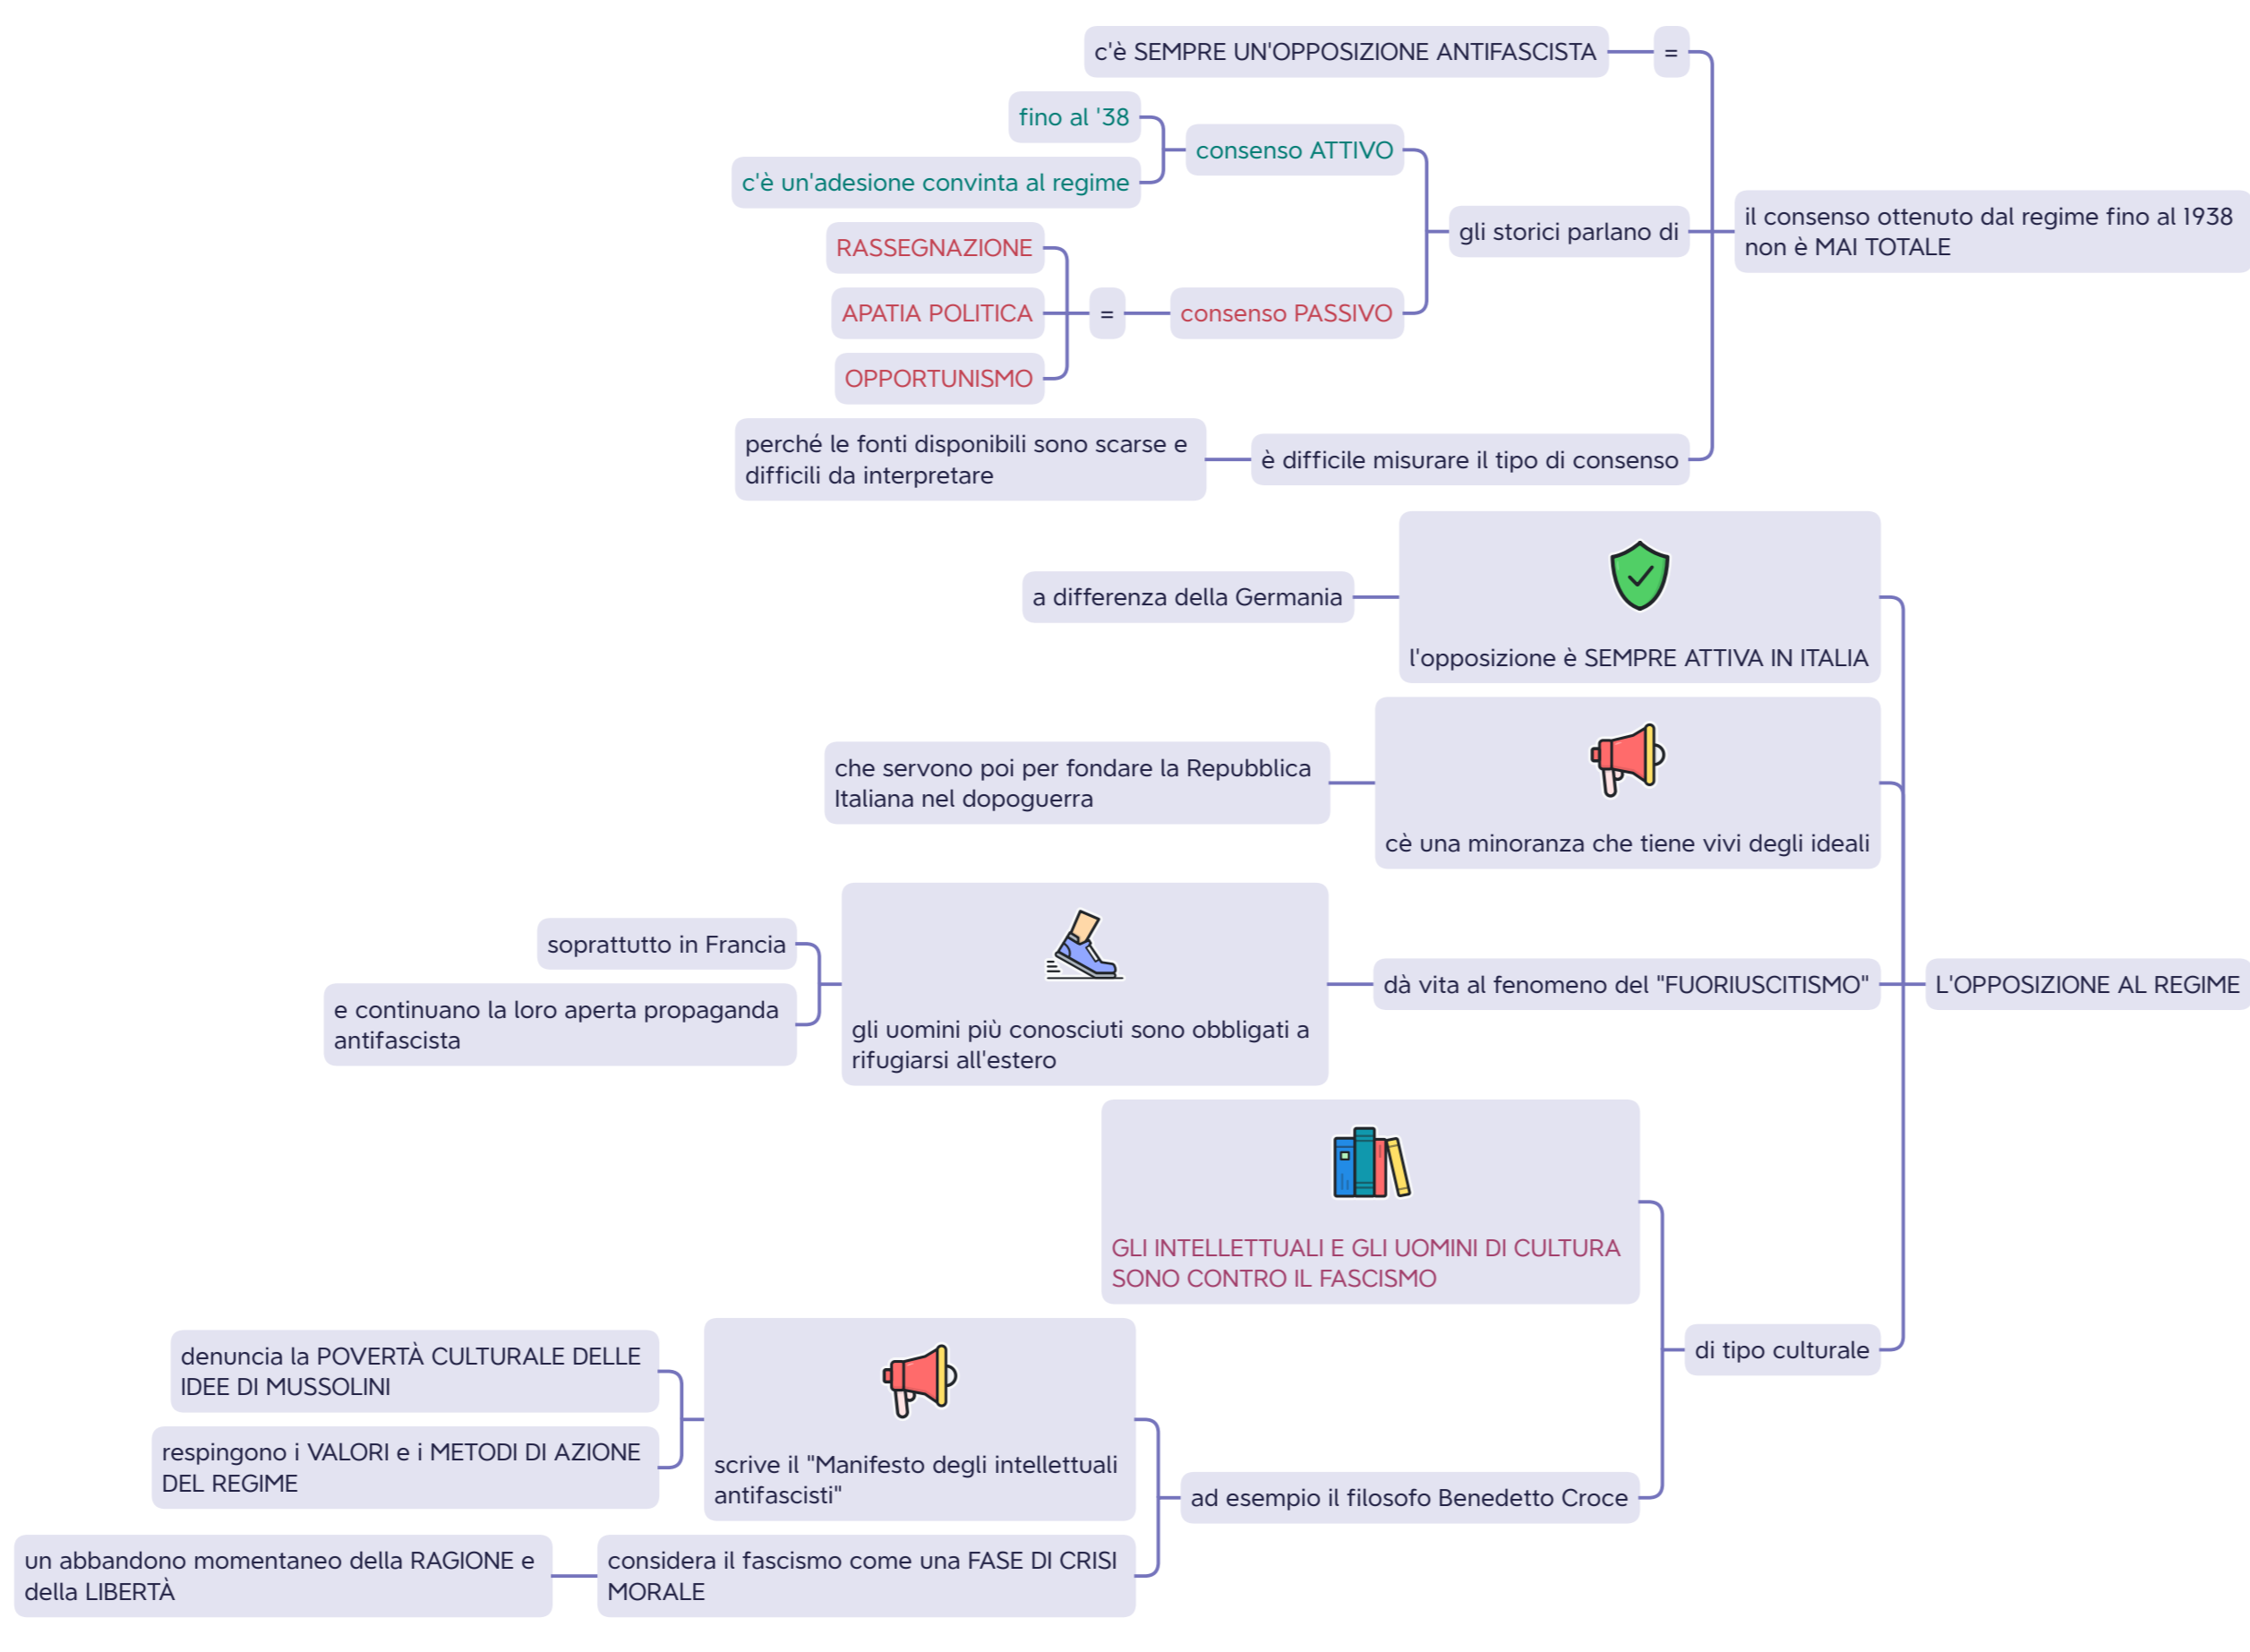 c'è SEMPRE UN'OPPOSIZIONE ANTIFASCISTA
=
fino al '38
consenso ATTIVO
c'è un'adesione convinta al regime
il consenso ottenuto dal regime fino al 1938
non è MAI TOTALE
gli storici parlano di
RASSEGNAZIONE
APATIA POLITICA
=
consenso PASSIVO
OPPORTUNISMO
perché le fonti disponibili sono scarse e
difficili da interpretare
è difficile misurare il tipo di consenso
a differenza della Germania
l'opposizione è SEMPRE ATTIVA IN ITALIA
che servono poi per fondare la Repubblica
Italiana nel dopoguerra
cè una minoranza che tiene vivi degli ideali
soprattutto in Francia
e continuano la loro aperta propaganda
antifascista
gli uomini più conosciuti sono obbligati a
rifugiarsi all'estero
dà vita al fenomeno del "FUORIUSCITISMO"
L'OPPOSIZIONE AL REGIME
GLI INTELLETTUALI E GLI UOMINI DI CULTURA
SONO CONTRO IL FASCISMO
di tipo culturale
denuncia la POVERTÀ CULTURALE DELLE
IDEE DI MUSSOLINI
respingono i VALORI e i METODI DI AZIONE
DEL REGIME
scrive il "Manifesto degli intellettuali
antifascisti"
ad esempio il filosofo Benedetto Croce
un abbandono momentaneo della RAGIONE e
della LIBERTÀ
considera il fascismo come una FASE DI CRISI
MORALE